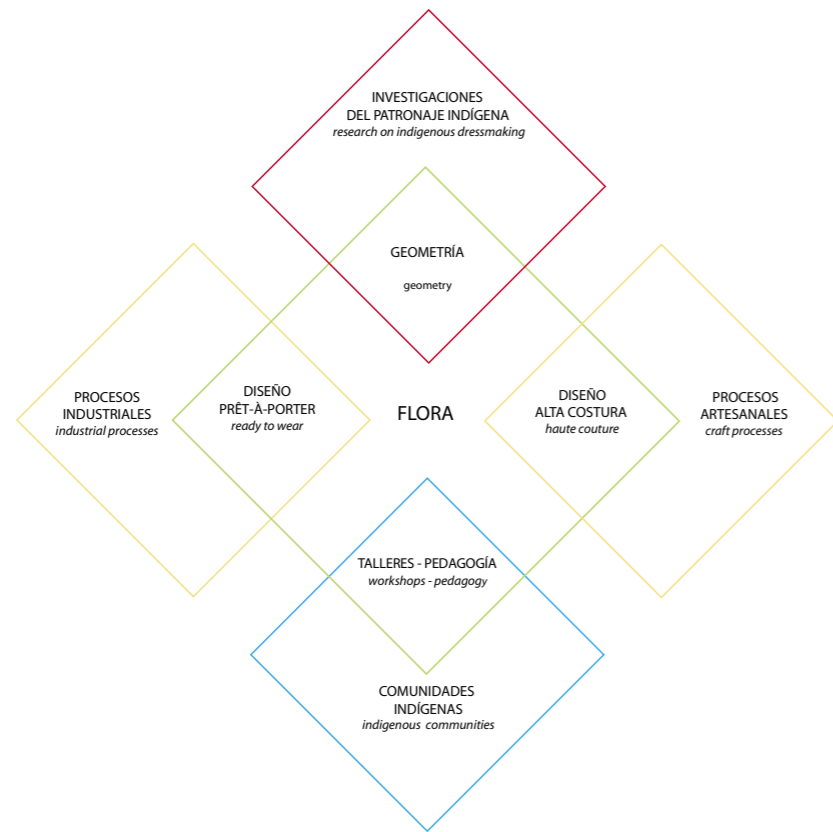 INVESTIGACIONES
DEL PATRONAJE INDÍGENA
research on indigenous dressmaking
GEOMETRÍA
geometry
PROCESOS
INDUSTRIALES
industrial processes
DISEÑO
PRÊT-À-PORTER
ready to wear
FLORA
DISEÑO
ALTA COSTURA
haute couture
PROCESOS
ARTESANALES
craft processes
TALLERES - PEDAGOGÍA
workshops - pedagogy
COMUNIDADES
INDÍGENAS
indigenous communities